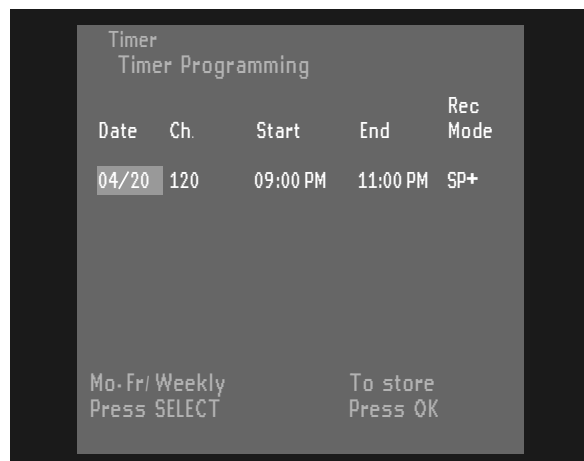 Timer
Timer Programming
Rec
Date Ch. Start End Mode
04/20 120 09:00 PM 11:00 PM SP+
Mo-Fr/Weekly To store
Press SELECT Press OK